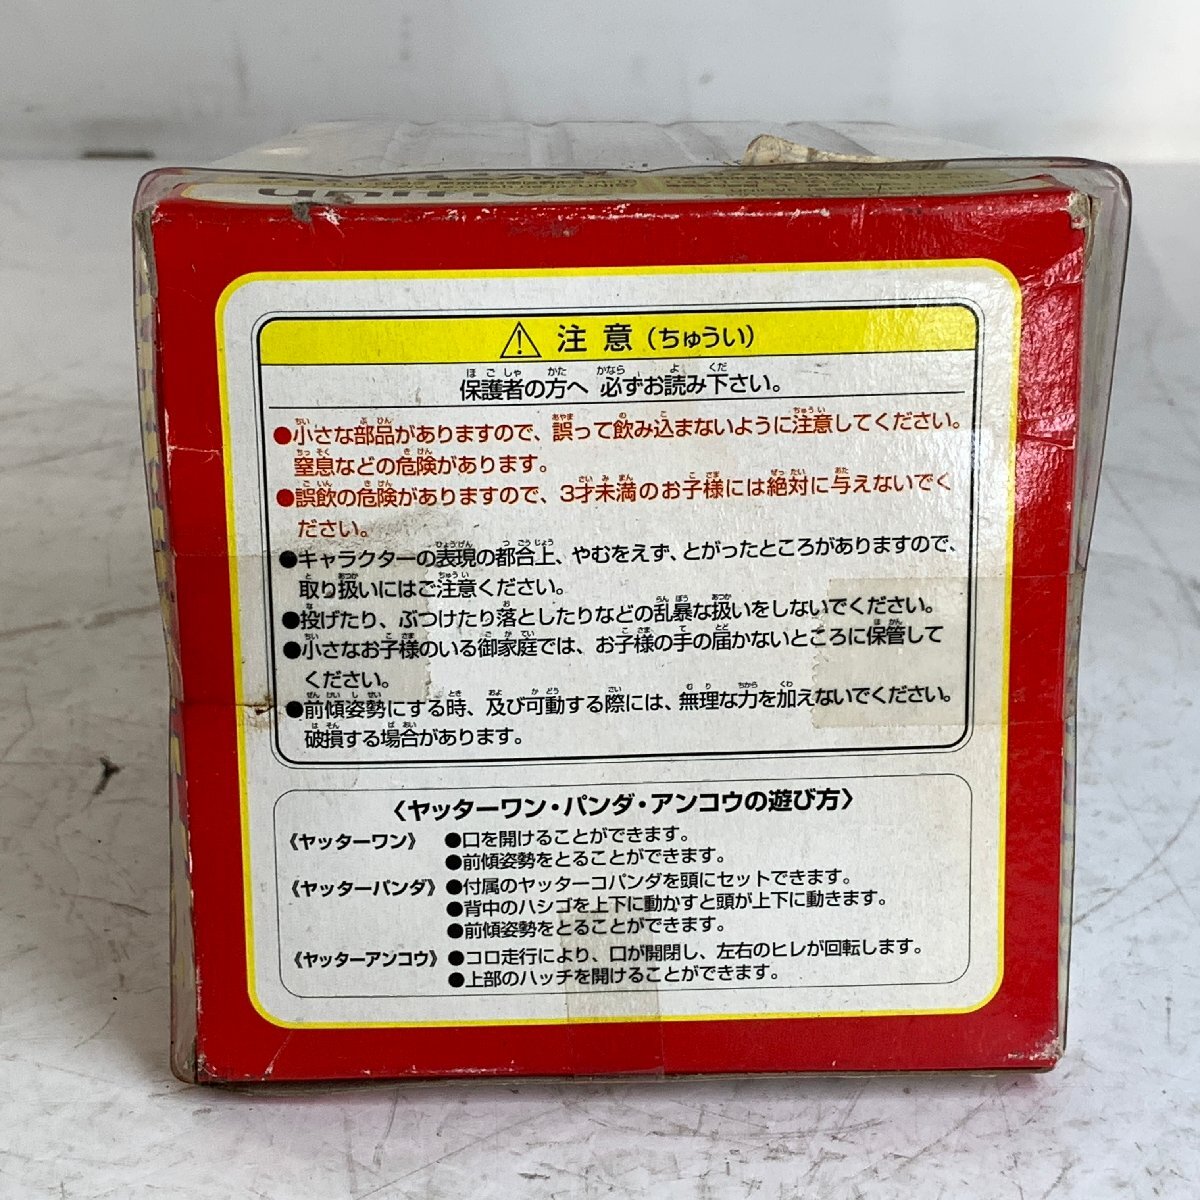 注意(ちゅうい)
保護者の方へ 必ずお読み下さい。
●小さな部品がありますので、誤って飲み込まないように注意してください。
窒息などの危険があります。
●誤飲の危険がありますので、3才未満のお子様には絶対に与えないでく
ださい。
●キャラクターの表現の都合上、やむをえず、とがったところがありますので、
取り扱いにはご注意ください。
●投げたり、ぶつけたり落としたりなどの乱暴な扱いをしないでください。
●小さなお子様のいる御家庭では、お子様の手の届かないところに保管して
ください。
●前傾姿勢にする時、及び可動する際には、無理な力を加えないでください。
破損する場合があります。
〈ヤッターワン・パンダ・アンコウの遊び方〉
《ヤッターワン》 ●口を開けることができます。
●前傾姿勢をとることができます。
《ヤッターパンダ》 ●付属のヤッターコパンダを頭にセットできます。
●背中のハシゴを上下に動かすと頭が上下に動きます。
●前傾姿勢をとることができます。
《ヤッターアンコウ》 ●コロ走行により、口が開閉し、左右のヒレが回転します。
●上部のハッチを開けることができます。